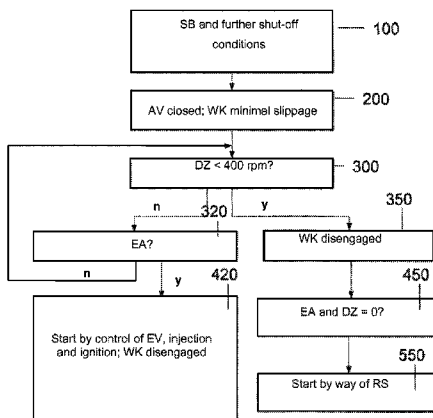 SB and further shut-off
conditions
100
200
AV closed; WK minimal slippage
DZ < 400 rpm?
300
n
320
y
350
EA?
WK disengaged
n
y
420
450
Start by control of EV, injection
and ignition; WK disengaged
EA and DZ = 0?
550
Start by way of RS